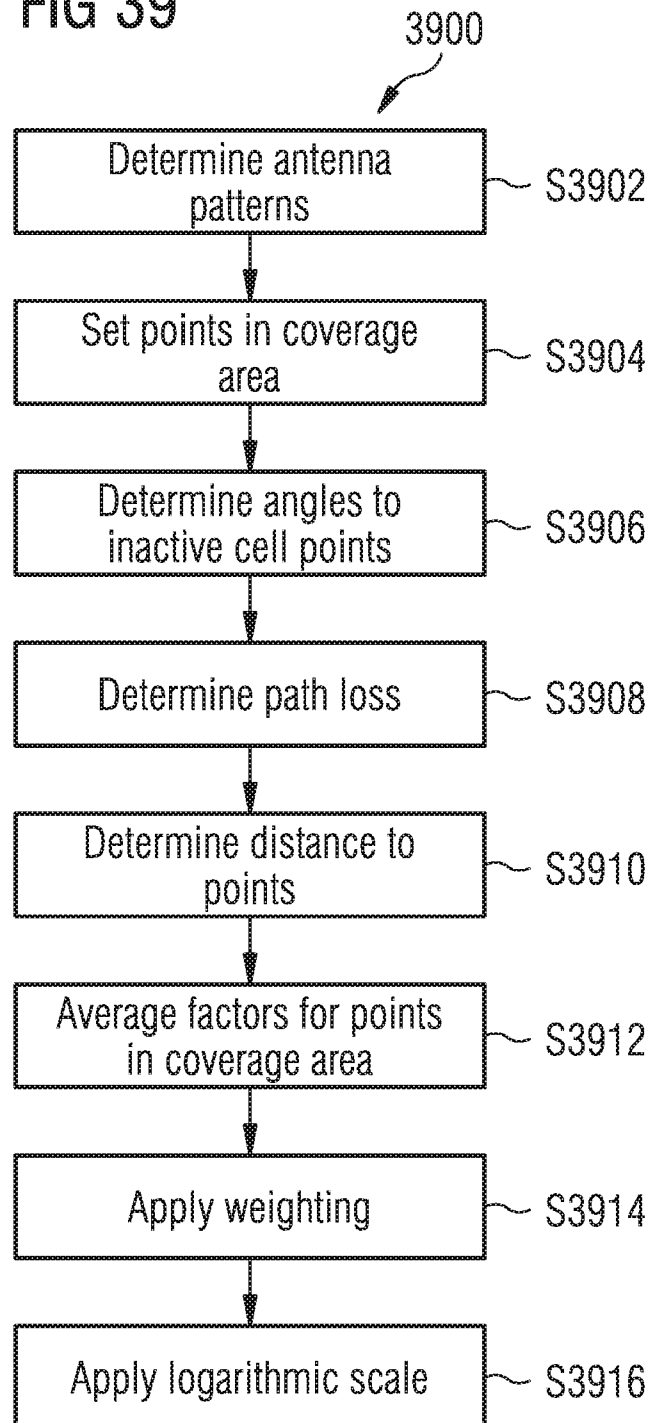 FIG 39
3900
Determine antenna
patterns
S3902
Set points in coverage
area
S3904
Determine angles to
inactive cell points
S3906
Determine path loss
S3908
Determine distance to
points
S3910
Average factors for points
in coverage area
S3912
Apply weighting
S3914
Apply logarithmic scale
S3916